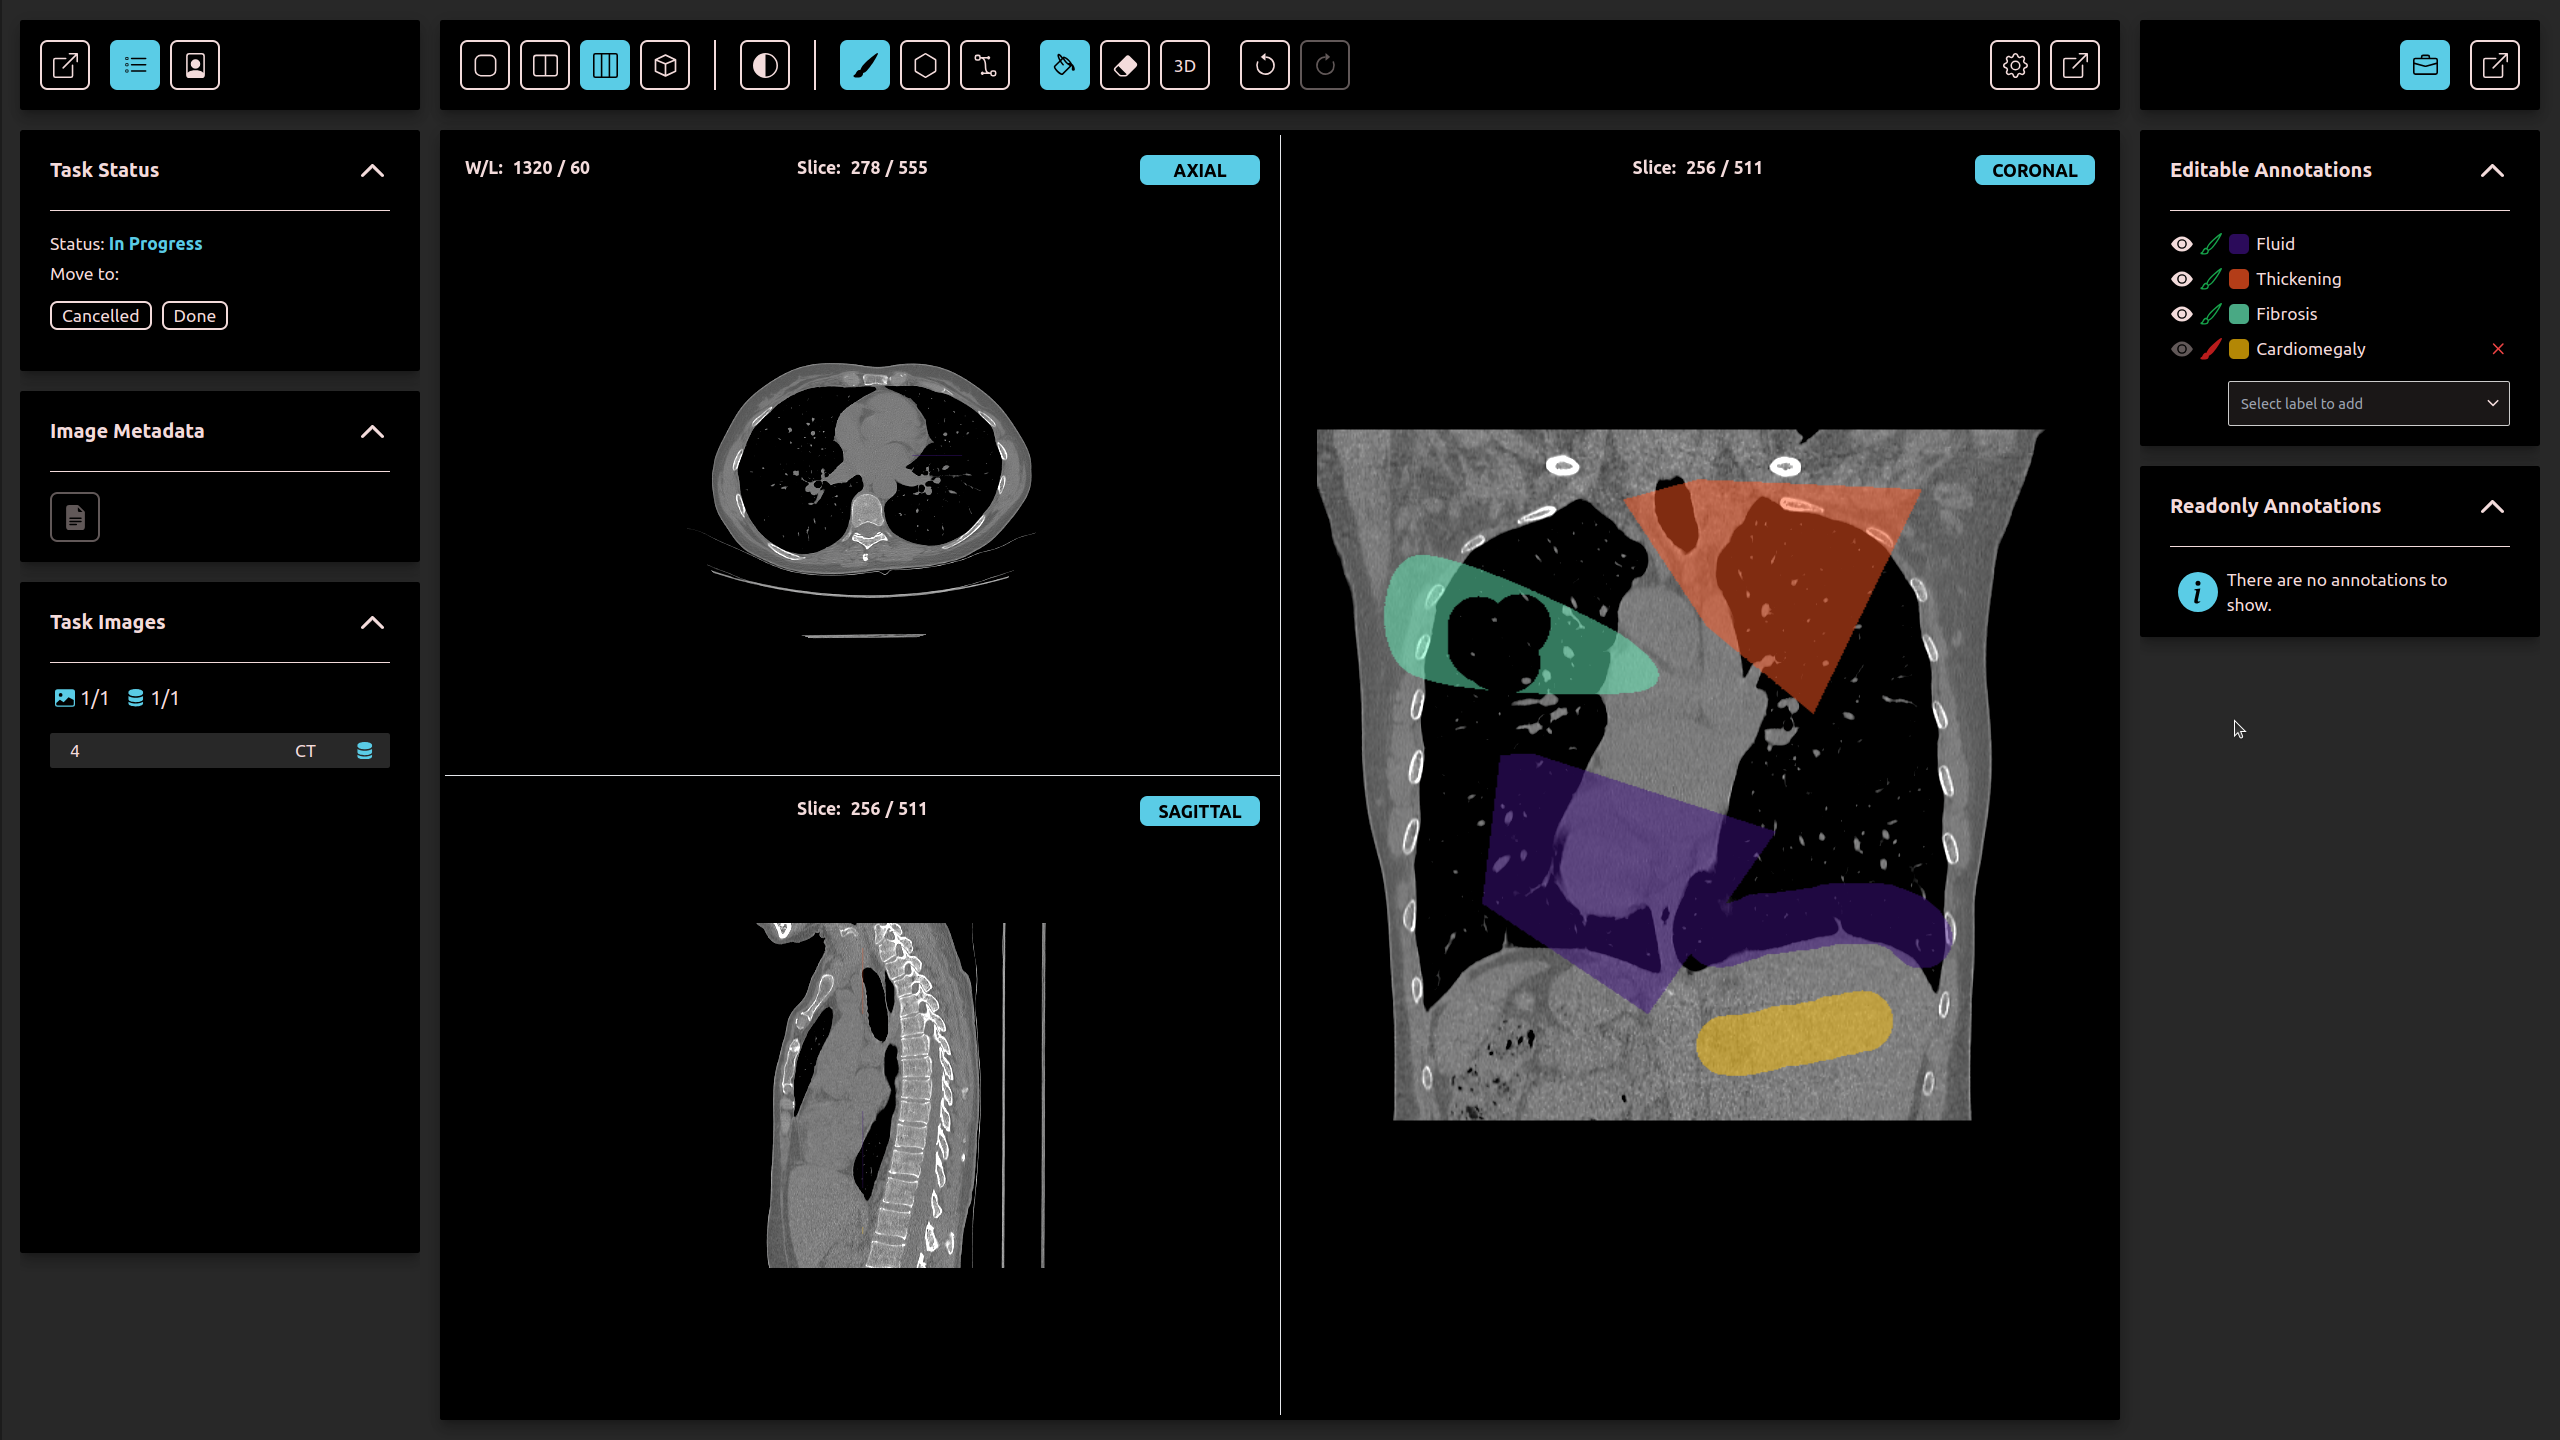 3D
Task Status
Status: In Progress
Move to:
Cancelled
Done
Image Metadata
Task Images
1/1 1/1
4 CT
W/L: 1320 / 60
Slice: 278 / 555
AXIAL
Slice: 256 / 511
CORONAL
Slice: 256 / 511
SAGITTAL
Editable Annotations
Fluid
Thickening
Fibrosis
Cardiomegaly
Select label to add
Readonly Annotations
There are no annotations to
show.